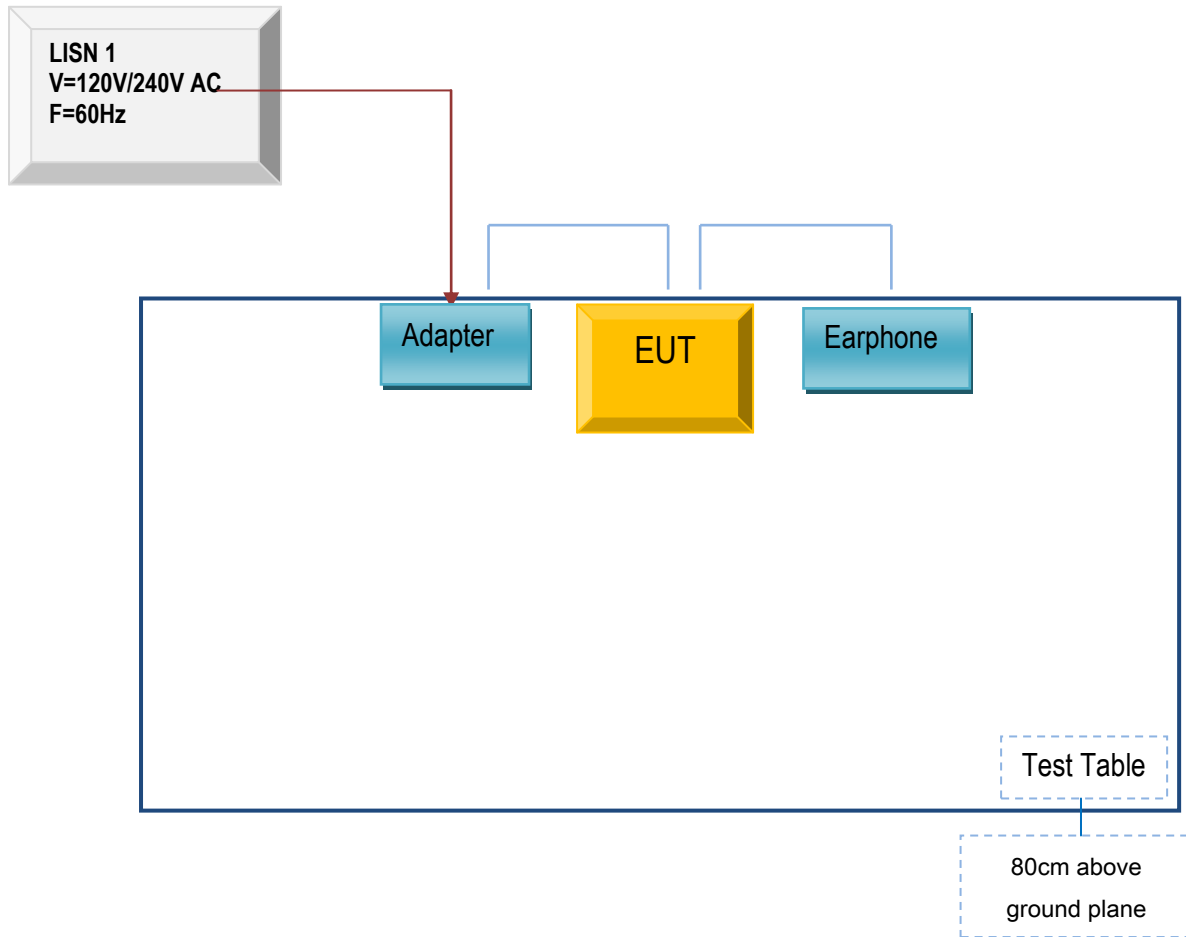 LISN 1
V=120V/240V AC
F=60Hz
Adapter
EUT
Earphone
Test Table
80cm above
ground plane